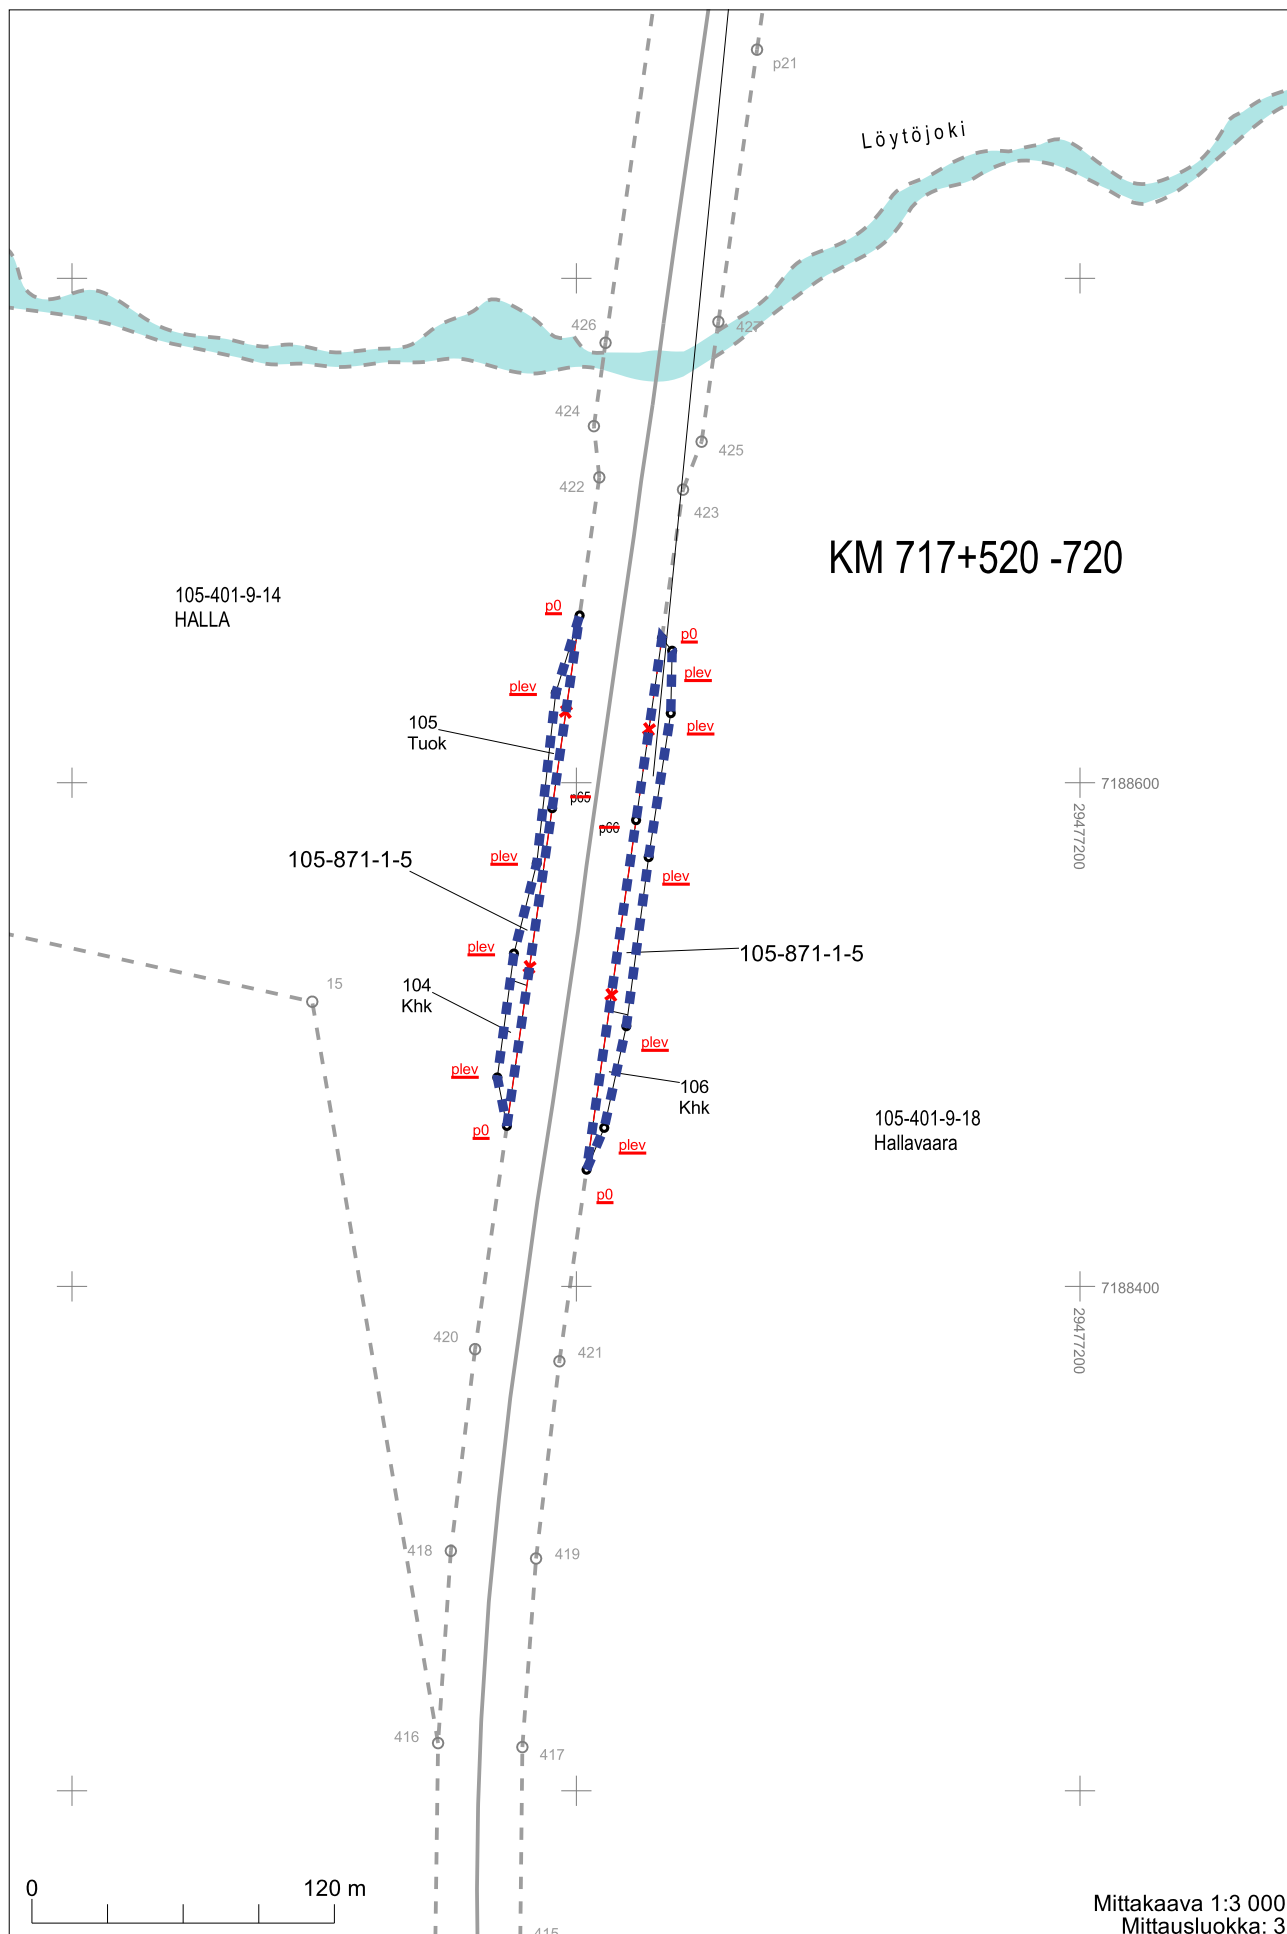 p21
Löytöjoki
426
427
424
425
422
423
KM 717+520 -720
105-401-9-14
HALLA
p0
p0
plev
plev
105
Tuok
plev
p65
7188600
29477200
p66
105-871-1-5
plev
plev
plev
105-871-1-5
15
104
Khk
plev
plev
106
Khk
105-401-9-18
Hallavaara
p0
plev
p0
7188400
29477200
420
421
418
419
416
417
0
120 m
Mittakaava 1:3 000
Mittausluokka: 3
415